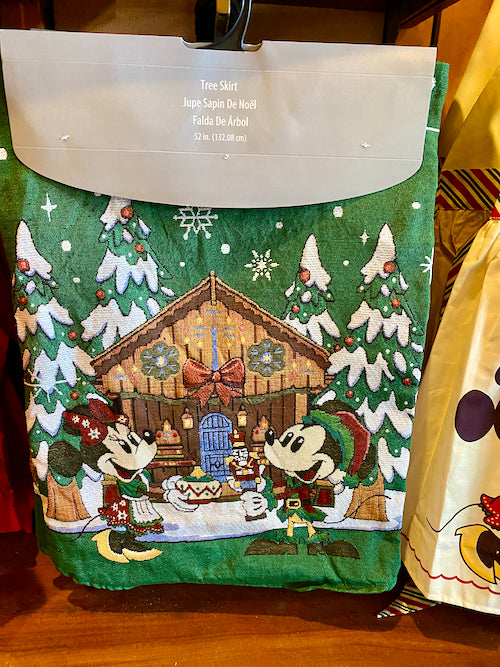 Tree Skirt
Jupe Sapin De Noël
Falda De Árbol
52 in. (132.08 cm)